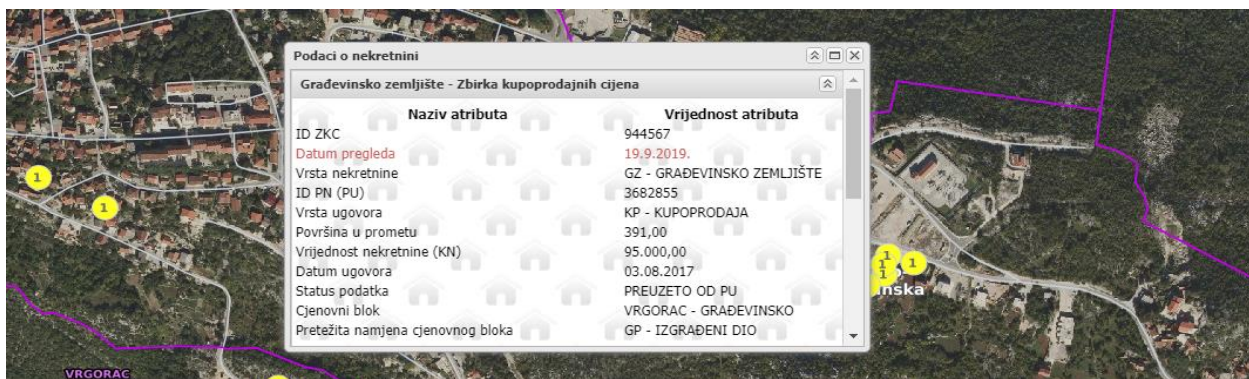 Podaci o nekretnini
Građevinsko zemljište - Zbirka kupoprodajnih cijena
Naziv atributa Vrijednost atributa
ID ZKC 944567
Datum pregleda 19.9.2019.
Vrsta nekretnine GZ - GRAĐEVINSKO ZEMLJIŠTE
ID PN (PU) 3682855
Vrsta ugovora KP - KUPOPRODAJA
Površina u prometu 391,00
Vrijednost nekretnine (KN) 95.000,00
Datum ugovora 03.08.2017
Status podatka PREUZETO OD PU
Cjenovni blok VRGORAC - GRAĐEVINSKO
Pretežita namjena cjenovnog bloka GP - IZGRAĐENI DIO
1
1
1
1
1
1
VRGORAC